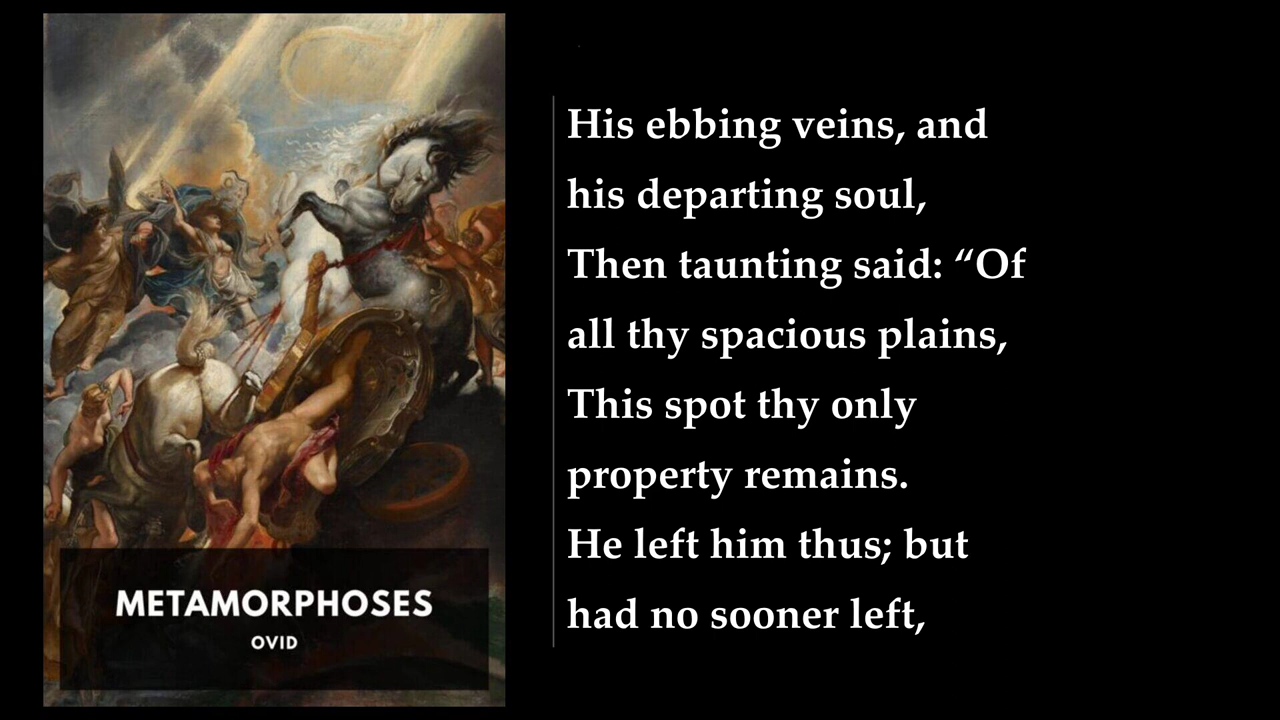 METAMORPHOSES
OVID
His ebbing veins, and
his departing soul,
Then taunting said: “Of
all thy spacious plains,
This spot thy only
property remains.
He left him thus; but
had no sooner left,